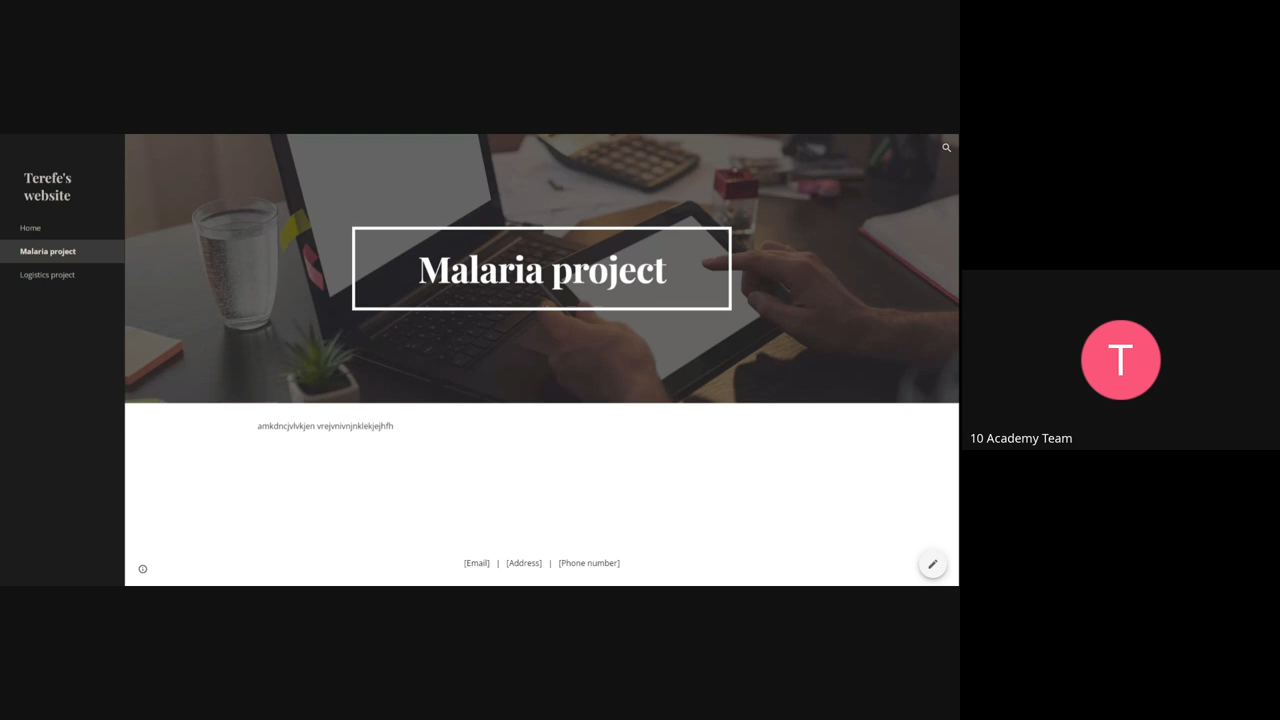 Terefe's
website
Home
Malaria project
Logistics project
Malaria project
amkdncjvlvkjen vrejvnivnjnklekjejhfh
[Email] | [Address] | [Phone number]
T
10 Academy Team